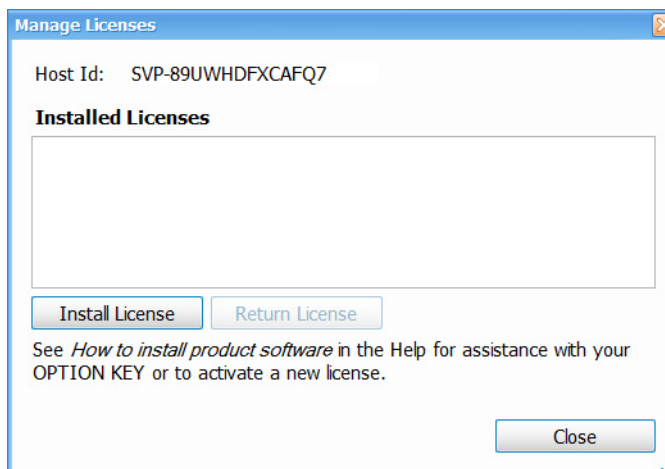 Manage Licenses
Host Id: SVP-89UWHDFXCAFQ7
Installed Licenses
Install License Return License
See How to install product software in the Help for assistance with your
OPTION KEY or to activate a new license.
Close